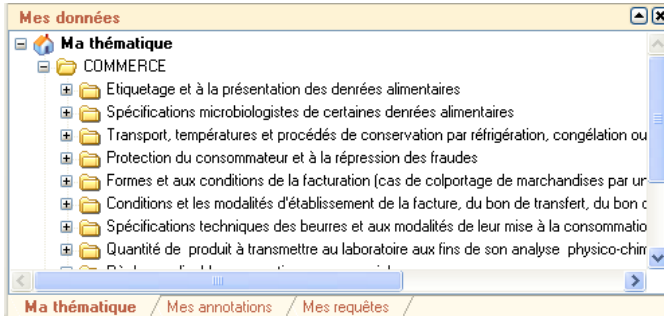 Mes données
Ma thématique
COMMERCE
Etiquetage et à la présentation des denrées alimentaires
Spécifications microbiologistes de certaines denrées alimentaires
Transport, températures et procédés de conservation par réfrigération, congélation ou
Protection du consommateur et à la répression des fraudes
Formes et aux conditions de la facturation (cas de colportage de marchandises par
Conditions et les modalités d'établissement de la facture, du bon de transfert, du bon
Spécifications techniques des beurres et aux modalités de leur mise à la
Quantité de produit à transmettre au laboratoire aux fins de son analyse
Ma thématique / Mes annotations / Mes requêtes /